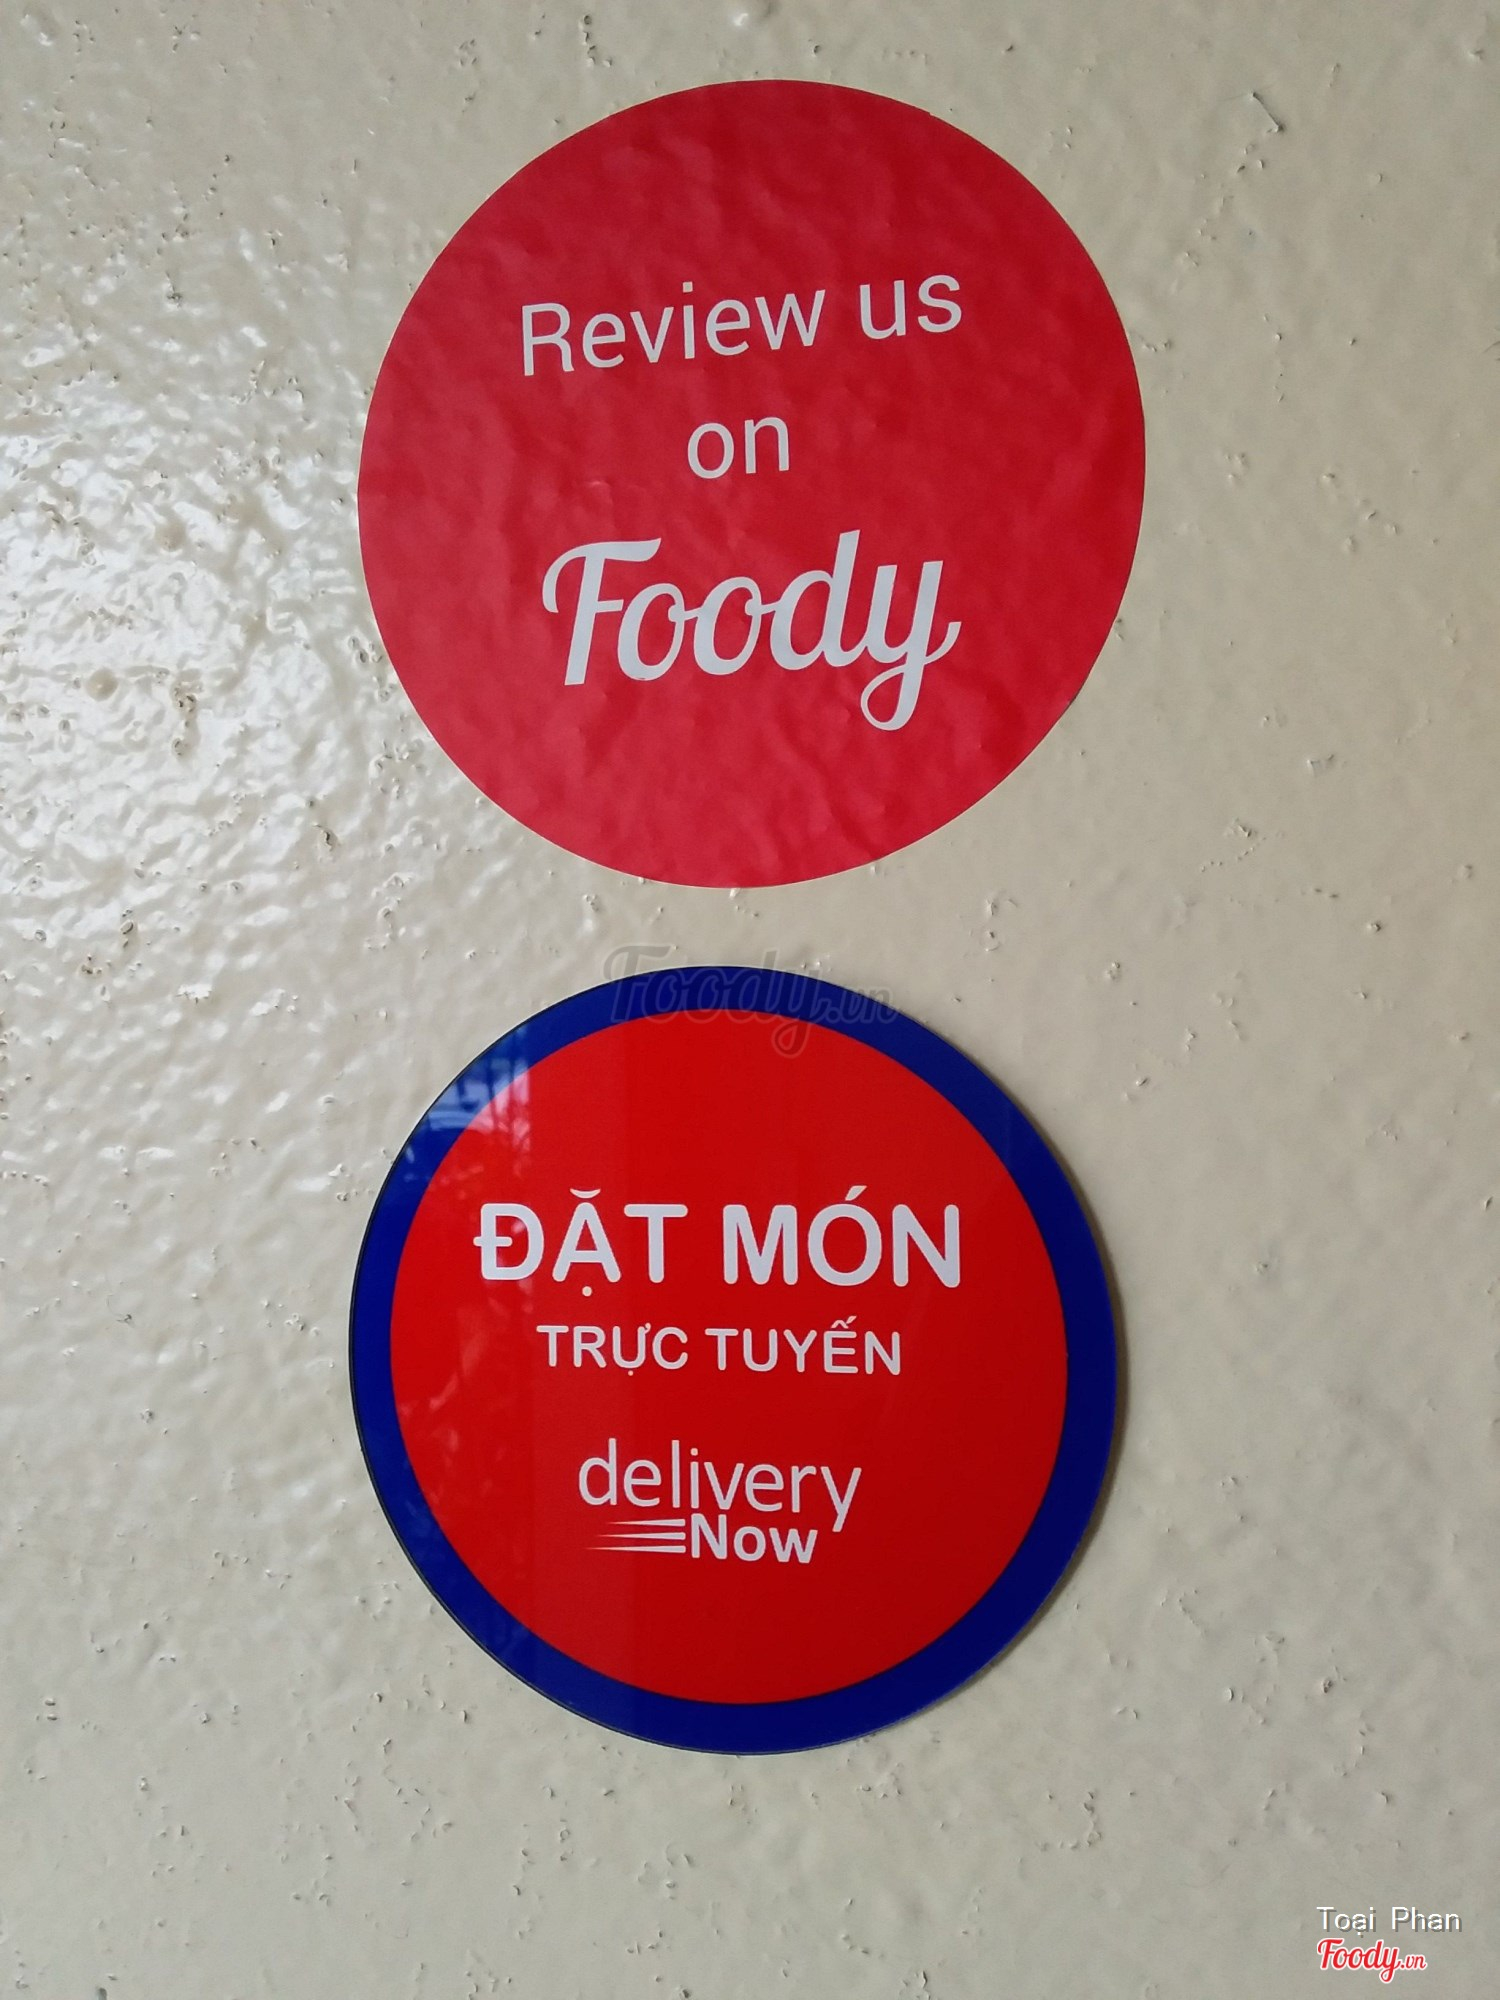 Review us
on
Foody
Foody.vn
ĐẶT MÓN
TRỰC TUYẾN
delivery
Now
Toại Phan
Foody.vn